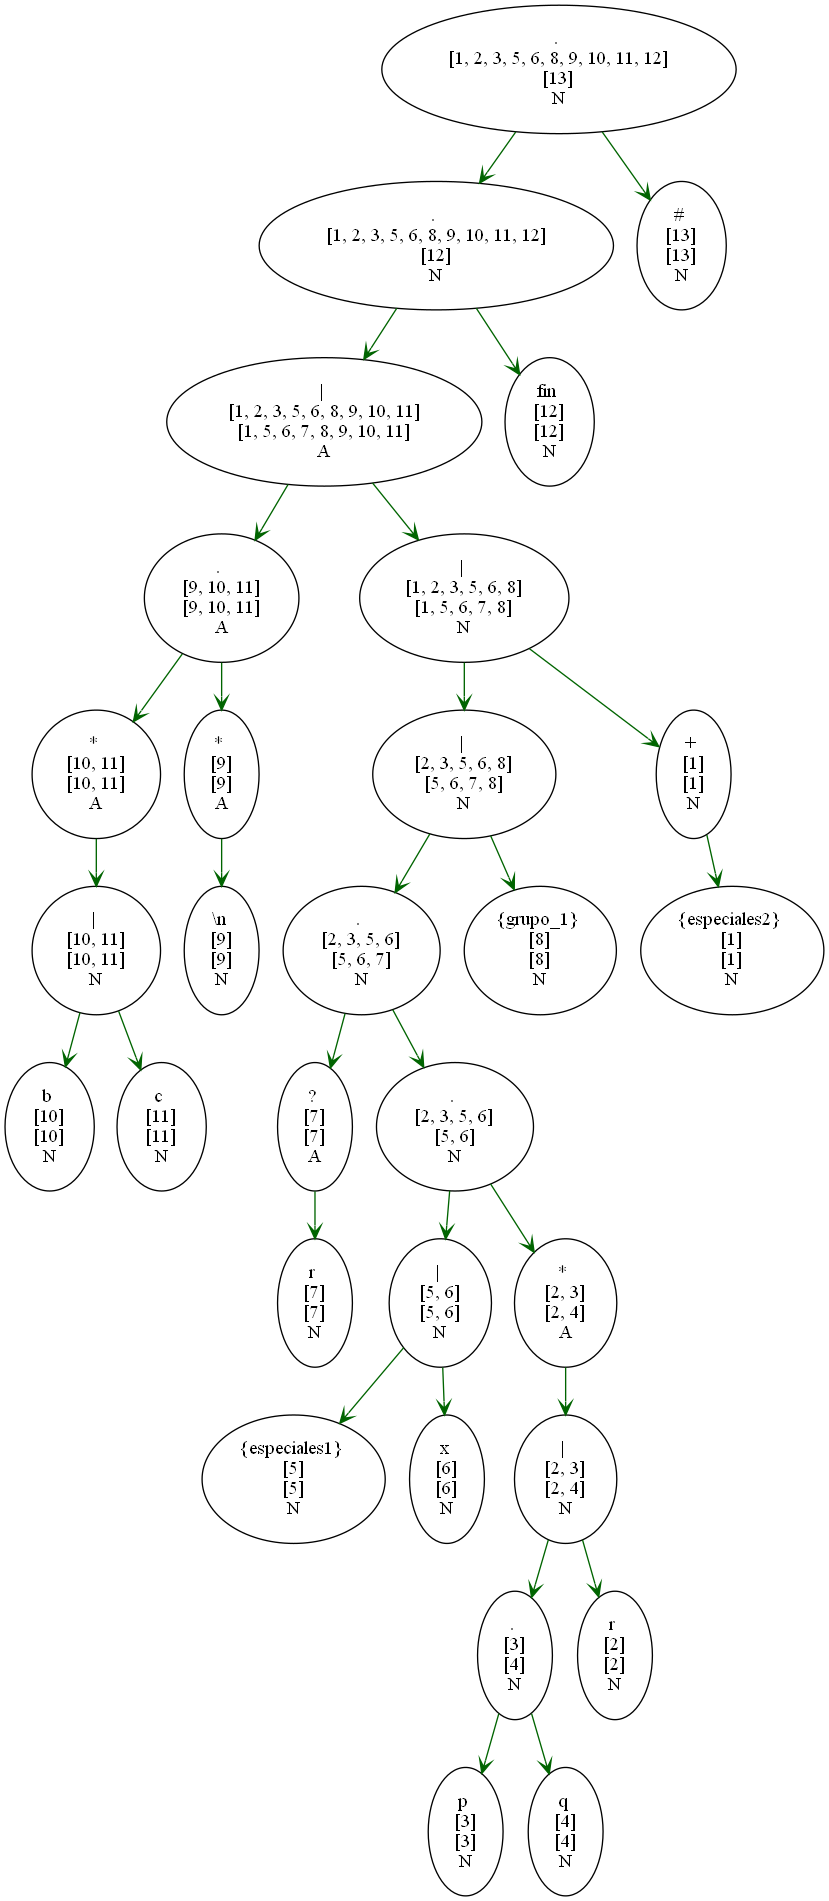 .
[1, 2, 3, 5, 6, 8, 9, 10, 11, 12]
[13]
N
.
[1, 2, 3, 5, 6, 8, 9, 10, 11, 12]
[12]
N
#
[13]
[13]
N
|
[1, 2, 3, 5, 6, 8, 9, 10, 11]
[1, 5, 6, 7, 8, 9, 10, 11]
A
fin
[12]
[12]
N
.
[9, 10, 11]
[9, 10, 11]
A
|
[1, 2, 3, 5, 6, 8]
[1, 5, 6, 7, 8]
N
*
[10, 11]
[10, 11]
A
*
[9]
[9]
A
|
[2, 3, 5, 6, 8]
[5, 6, 7, 8]
N
+
[1]
[1]
N
|
[10, 11]
[10, 11]
N
\n
[9]
[9]
N
.
[2, 3, 5, 6]
[5, 6, 7]
N
{grupo_1}
[8]
[8]
N
{especiales2}
[1]
[1]
N
b
[10]
[10]
N
c
[11]
[11]
N
?
[7]
[7]
A
.
[2, 3, 5, 6]
[5, 6]
N
r
[7]
[7]
N
|
[5, 6]
[5, 6]
N
*
[2, 3]
[2, 4]
A
{especiales1}
[5]
[5]
N
x
[6]
[6]
N
|
[2, 3]
[2, 4]
N
.
[3]
[4]
N
r
[2]
[2]
N
p
[3]
[3]
N
q
[4]
[4]
N